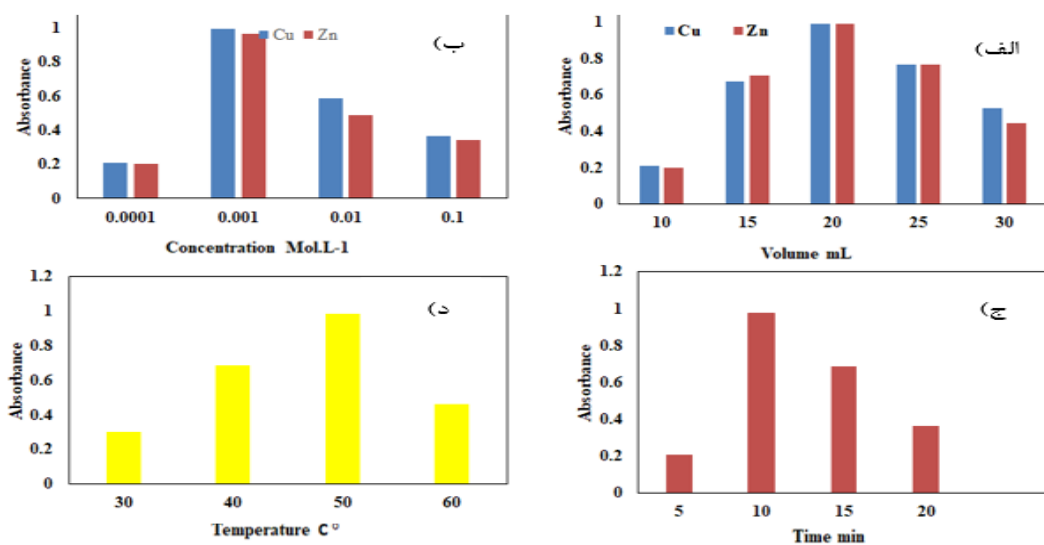 1
0.8
0.6
0.4
0.2
0
Absorbance
Cu Zn
ب)
0.0001 0.001 0.01 0.1
Concentration Mol.L-1
1
0.8
0.6
0.4
0.2
0
Absorbance
Cu Zn
الف)
10 15 20 25 30
Volume mL
1.2
1
0.8
0.6
0.4
0.2
0
Absorbance
د)
30 40 50 60
Temperature C°
1.2
1
0.8
0.6
0.4
0.2
0
Absorbance
ج)
5 10 15 20
Time min